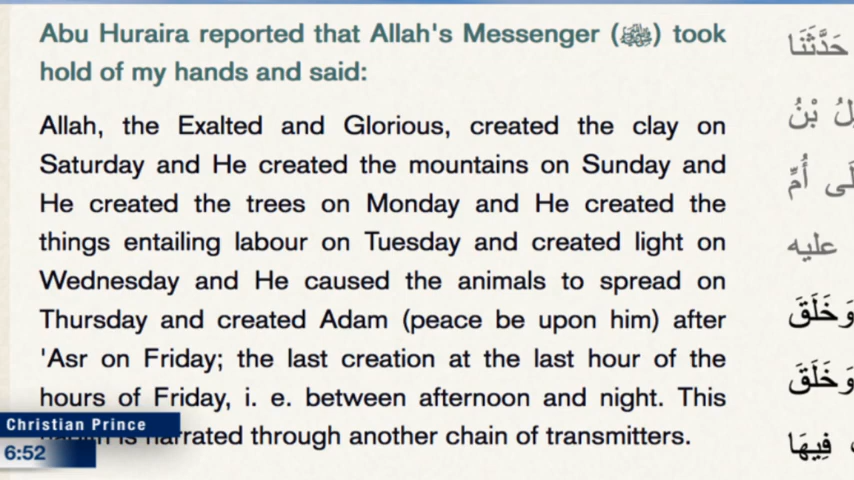 Abu Huraira reported that Allah's Messenger (ﷺ) took
hold of my hands and said:
Allah, the Exalted and Glorious, created the clay on
Saturday and He created the mountains on Sunday and
He created the trees on Monday and He created the
things entailing labour on Tuesday and created light on
Wednesday and He caused the animals to spread on
Thursday and created Adam (peace be upon him) after
'Asr on Friday; the last creation at the last hour of the
hours of Friday, i. e. between afternoon and night. This
is narrated through another chain of transmitters.
حَدَّثَنَا
بْنُ
أُمِّ
عليه
وَخَلَقَ
وَخَلَقَ
فِيهَا
Christian Prince
6:52